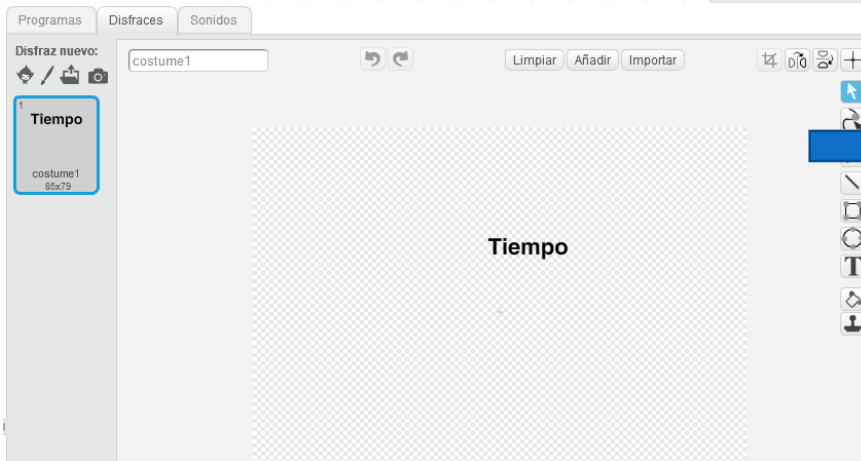 Programas Disfraces Sonidos
Disfraz nuevo:
costume1
Limpiar Añadir Importar
1
Tiempo
costume1
85x79
Tiempo
T